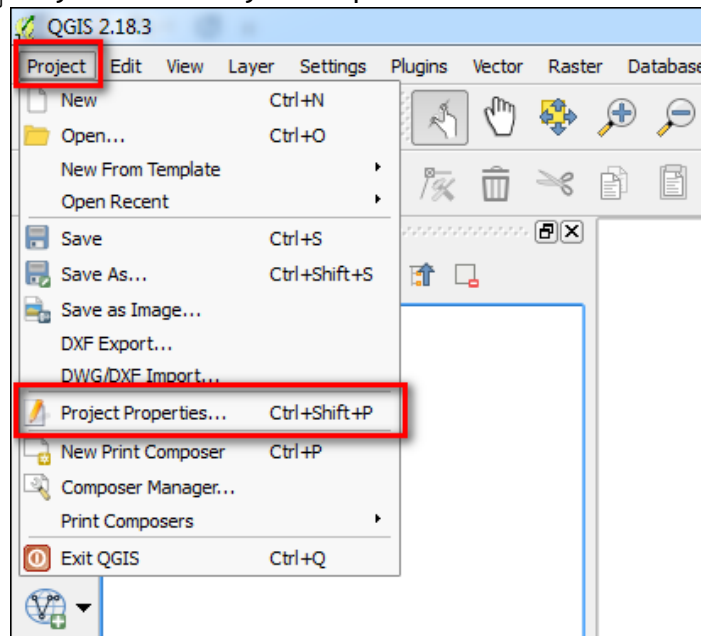 QGIS 2.18.3
Project Edit View Layer Settings Plugins Vector Raster Database
New Ctrl+N
Open... Ctrl+O
New From Template
Open Recent
Save Ctrl+S
Save As... Ctrl+Shift+S
Save as Image...
DXF Export...
DWG/DXF Import...
Project Properties... Ctrl+Shift+P
New Print Composer Ctrl+P
Composer Manager...
Print Composers
Exit QGIS Ctrl+Q